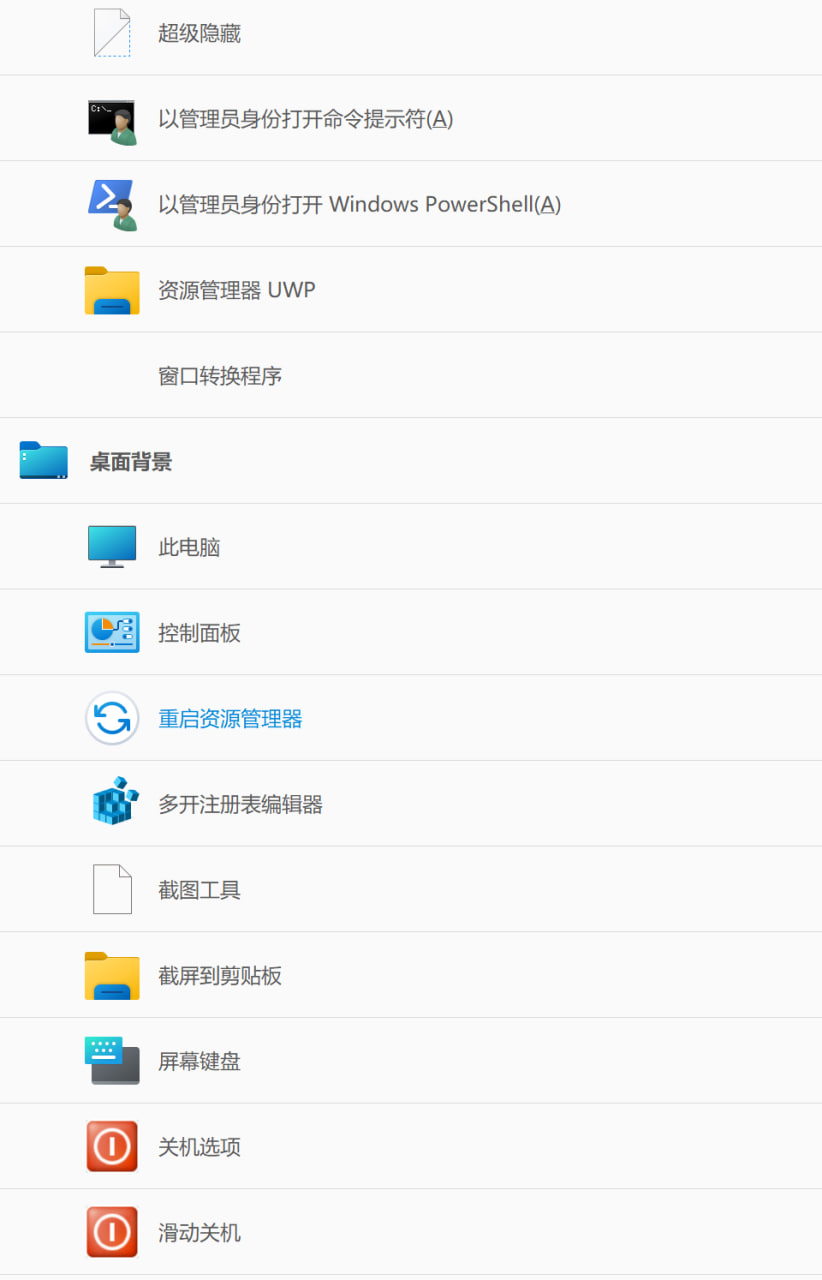 超级隐藏
C:\_
以管理员身份打开命令提示符(A)
以管理员身份打开 Windows PowerShell(A)
资源管理器 UWP
窗口转换程序
桌面背景
此电脑
控制面板
重启资源管理器
多开注册表编辑器
截图工具
截屏到剪贴板
屏幕键盘
关机选项
滑动关机